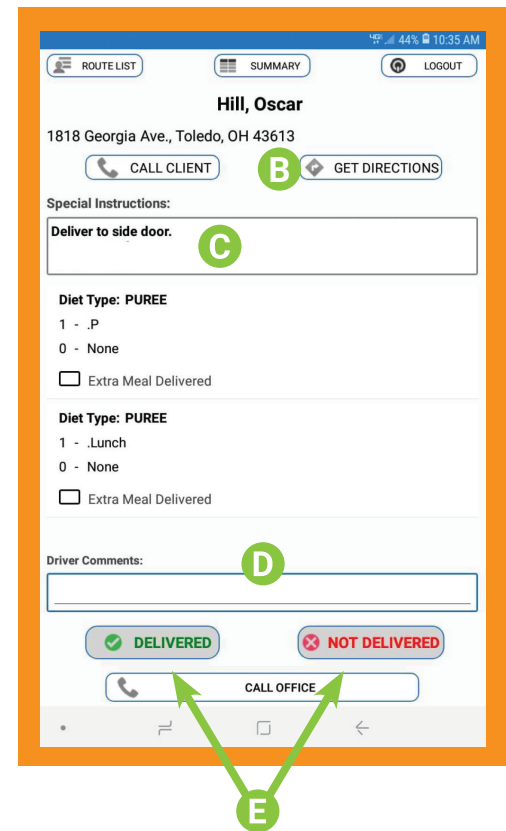 44% 10:35 AM
ROUTE LIST SUMMARY LOGOUT
Hill, Oscar
1818 Georgia Ave., Toledo, OH 43613
CALL CLIENT B GET DIRECTIONS
Special Instructions:
Deliver to side door.
C
Diet Type: PUREE
1 - .P
0 - None
Extra Meal Delivered
Diet Type: PUREE
1 - .Lunch
0 - None
Extra Meal Delivered
Driver Comments:
D
DELIVERED NOT DELIVERED
CALL OFFICE
E